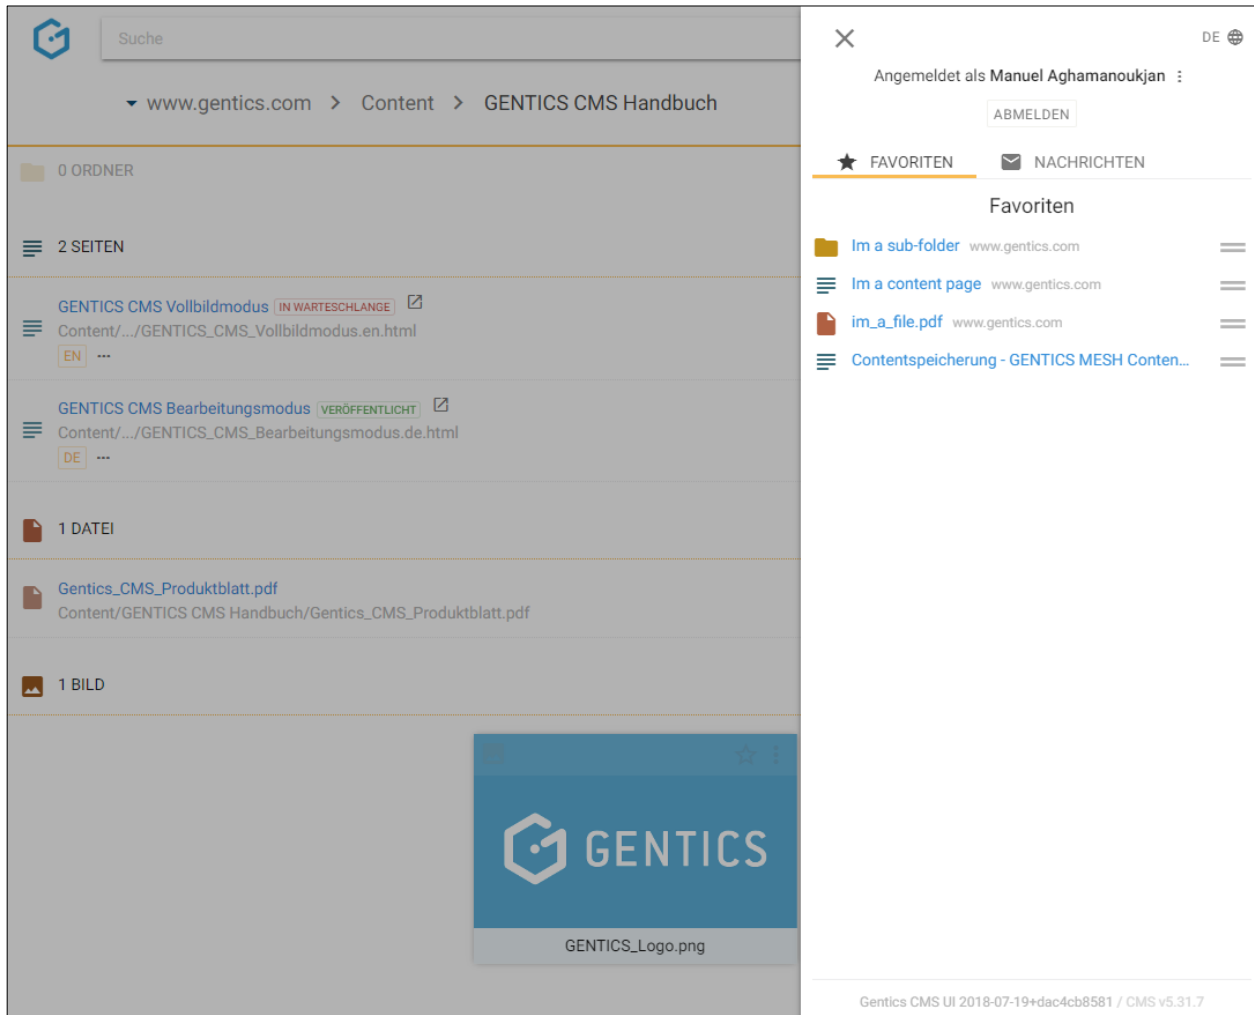 Suche
www.gentics.com > Content > GENTICS CMS Handbuch
0 ORDNER
2 SEITEN
GENTICS CMS Vollbildmodus IN WARTESCHLANGE
Content/.../GENTICS_CMS_Vollbildmodus.en.html
EN ...
GENTICS CMS Bearbeitungsmodus VERÖFFENTLICHT
Content/.../GENTICS_CMS_Bearbeitungsmodus.de.html
DE ...
1 DATEI
Gentics_CMS_Produktblatt.pdf
Content/GENTICS CMS Handbuch/Gentics_CMS_Produktblatt.pdf
1 BILD
GENTICS
GENTICS_Logo.png
DE
Angemeldet als Manuel Aghamanoukjan
ABMELDEN
FAVORITEN NACHRICHTEN
Favoriten
Im a sub-folder www.gentics.com
Im a content page www.gentics.com
im_a_file.pdf www.gentics.com
Contentspeicherung - GENTICS MESH Conten...
Gentics CMS UI 2018-07-19+dac4cb8581 / CMS v5.31.7